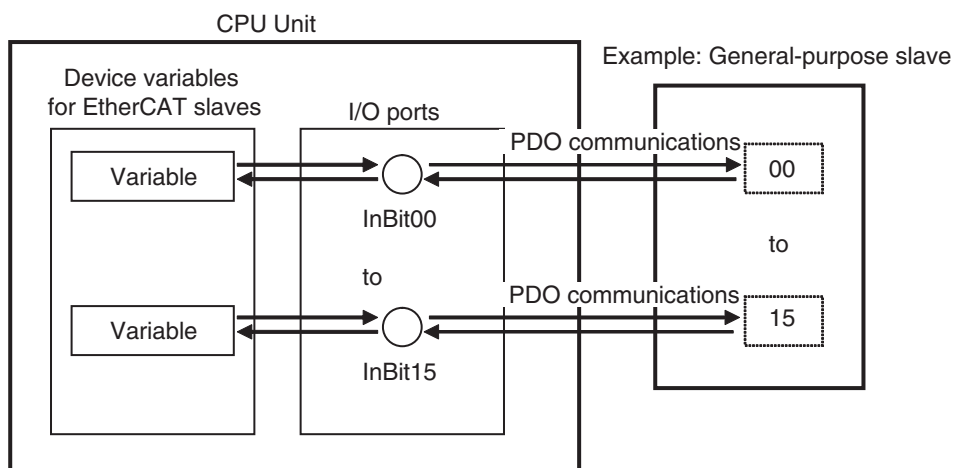 CPU Unit
Example: General-purpose slave
Device variables
for EtherCAT slaves
I/O ports
PDO communications
Variable
00
InBit00
to
to
PDO communications
Variable
15
InBit15